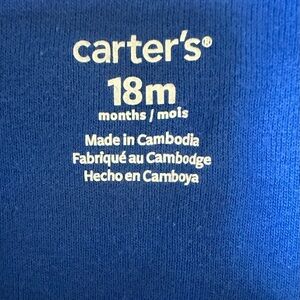 carter's®
18m
months / mois
Made in Cambodia
Fabriqué au Cambodge
Hecho en Camboya